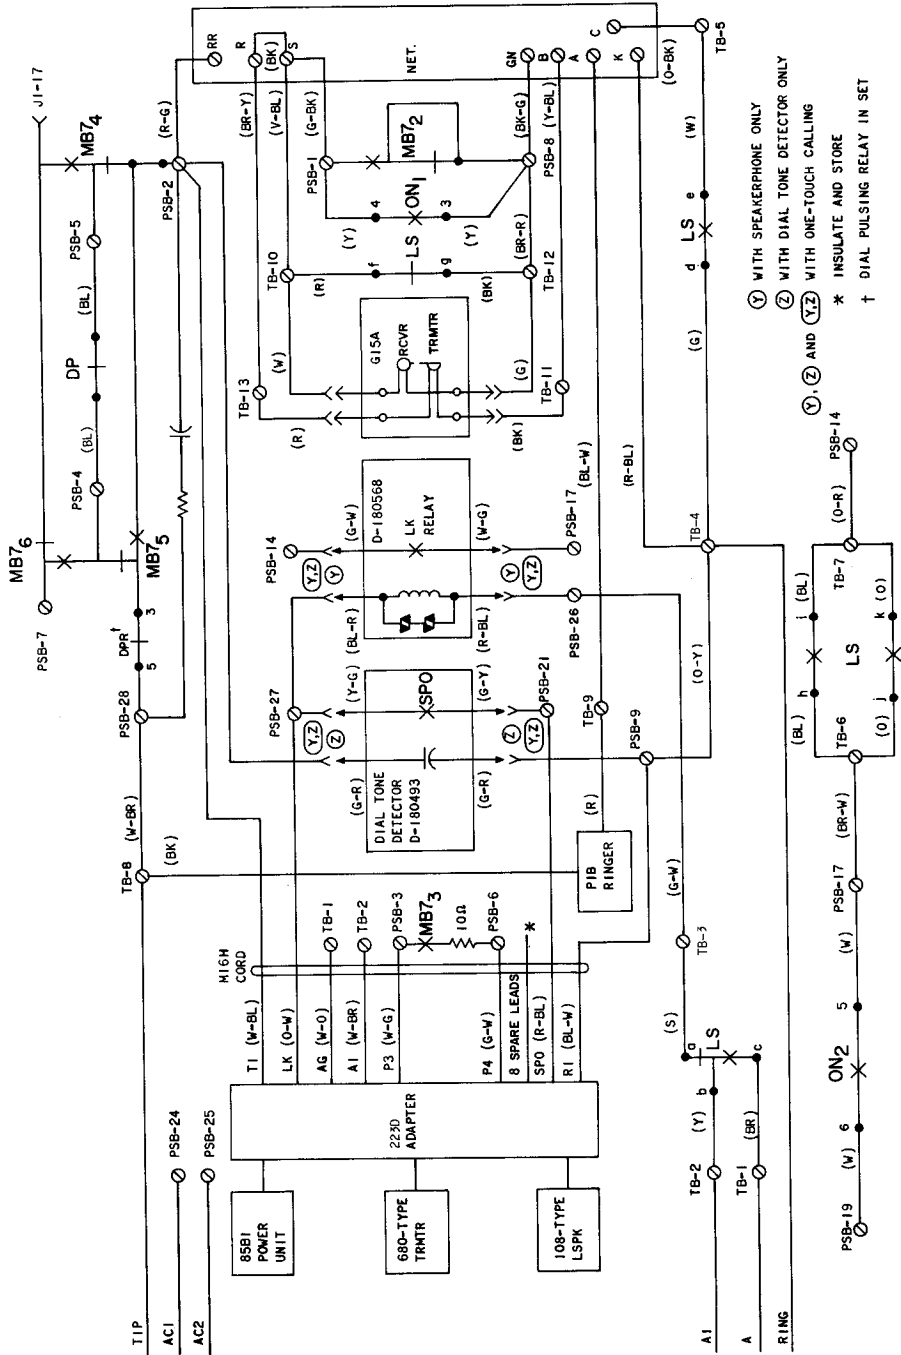 TIP
AC1
AC2
PSB-24
PSB-25
TB-8
(W-BR)
(BK)
PSB-28
5
DPR†
3
MB7₅
PSB-7
MB7₆
PSB-4
(BL)
DP
(BL)
PSB-5
MB7₄
J1-17
PSB-2
(R-G)
RR
R
(BK)
S
NET.
GN
B
A
K
C
(BR-Y)
(V-BL)
(G-BK)
(BK-G)
(Y-BL)
(O-BK)
TB-5
PSB-1
MB7₂
PSB-8
(Y)
4
ON₁
3
(Y)
TB-10
(R)
f
LS
g
(BK)
TB-12
(BR-R)
(W)
TB-13
(R)
G15A
RCVR
TRMTR
(G)
TB-11
(BK)
(BL-W)
(R-BL)
PSB-14
(G-W)
D-180568
LK
RELAY
(W-G)
PSB-17
Y,Z
Y
Y
Y,Z
(BL-R)
(R-BL)
PSB-26
PSB-27
(Y-G)
SPO
(G-Y)
PSB-21
Y,Z
Z
Z
Y,Z
(G-R)
DIAL TONE
DETECTOR
D-180493
(G-R)
TB-9
(R)
PSB-9
(O-Y)
PIB
RINGER
(G-W)
M16H
CORD
TB-1
TB-2
PSB-3
MB7₃
10Ω
PSB-6
*
T1 (W-BL)
LK (O-W)
AG (W-O)
A1 (W-BR)
P3 (W-G)
P4 (G-W)
8 SPARE LEADS
SPO (R-BL)
R1 (BL-W)
223D
ADAPTER
85B1
POWER
UNIT
680-TYPE
TRMTR
108-TYPE
LSPK
TB-3
(S)
a
LS
b
c
(Y)
(BR)
TB-2
TB-1
A1
A
RING
TB-4
(G)
d
LS
e
(W)
Y WITH SPEAKERPHONE ONLY
Z WITH DIAL TONE DETECTOR ONLY
Y, Z AND Y,Z WITH ONE-TOUCH CALLING
* INSULATE AND STORE
† DIAL PULSING RELAY IN SET
PSB-19
(W)
6
ON₂
5
(W)
PSB-17
(BR-W)
TB-6
(BL)
h
LS
i
(BL)
(O)
j
k
(O)
TB-7
(O-R)
PSB-14